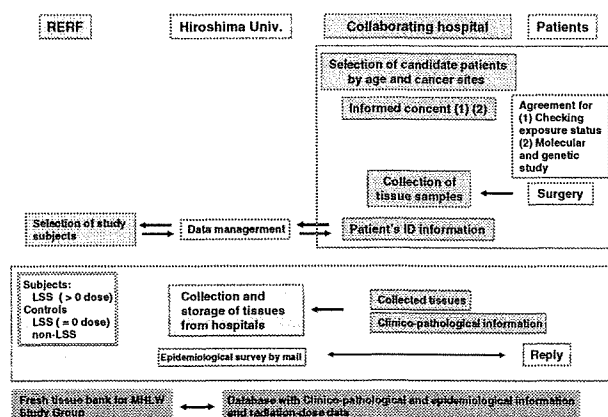 RERF
Hiroshima Univ.
Collaborating hospital
Patients
Selection of candidate patients
by age and cancer sites
Informed concent (1) (2)
Agreement for
(1) Checking
exposure status
(2) Molecular
and genetic
study
Collection of
tissue samples
Surgery
Selection of study
subjects
Data management
Patient's ID information
Subjects:
LSS ( > 0 dose)
Controls
LSS ( = 0 dose)
non-LSS
Collection and
storage of tissues
from hospitals
Collected tissues
Clinico-pathological information
Epidemiological survey by mail
Reply
Fresh tissue bank for MHLW
Study Group
Database with Clinico-pathological and epidemiological information
and radiation-dose data